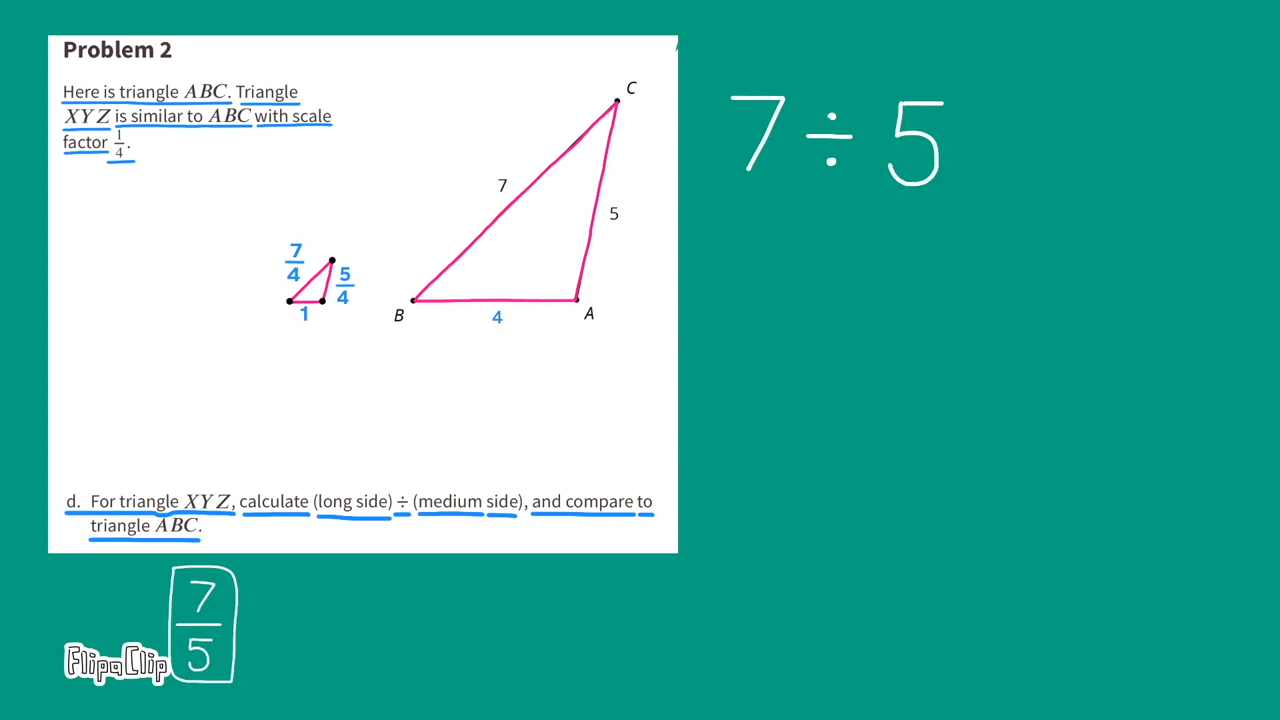 Problem 2
Here is triangle ABC. Triangle
XYZ is similar to ABC with scale
factor 1/4.
C
7
5
7/4
5/4
1
B
4
A
7 ÷ 5
d. For triangle XYZ, calculate (long side) ÷ (medium side), and compare to
triangle ABC.
7/5
FlipaClip